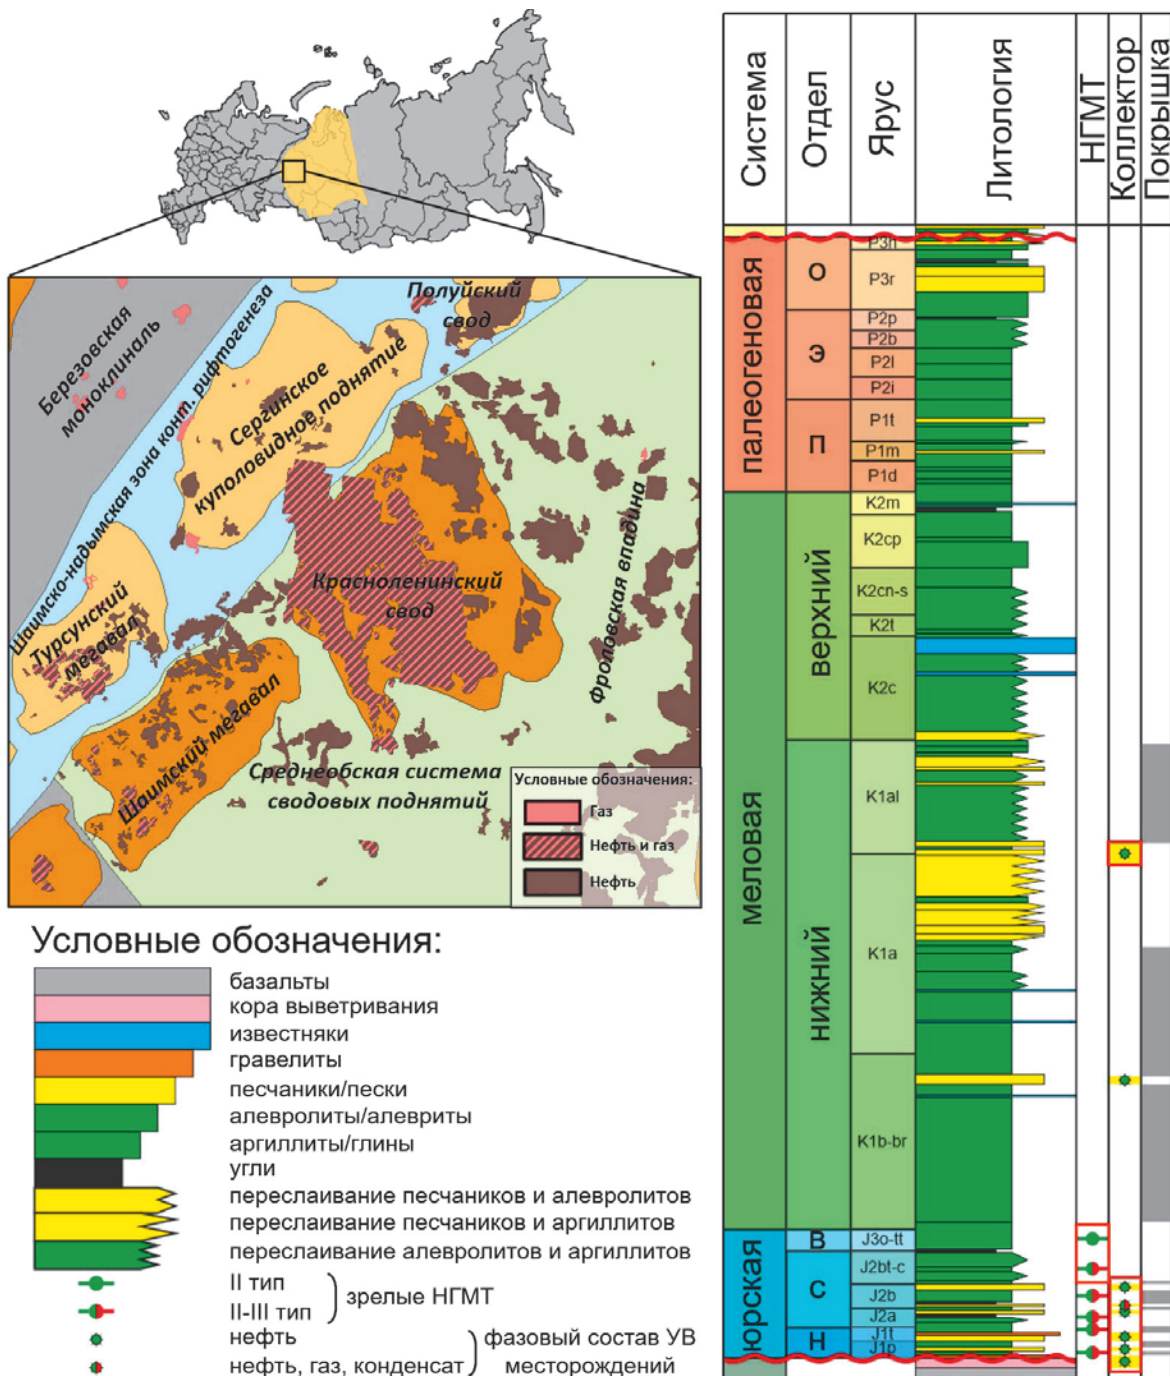 Полуйский
свод
Березовская
моноклиналь
Шаимско-надымская зона конт. рифтогенеза
Сергинское
куполовидное поднятие
Красноленинский
свод
Фроловская впадина
Турсунский
мегавал
Шаимский мегавал
Среднеобская система
сводовых поднятий
Условные обозначения:
Газ
Нефть и газ
Нефть
Условные обозначения:
базальты
кора выветривания
известняки
гравелиты
песчаники/пески
алевролиты/алевриты
аргиллиты/глины
угли
переслаивание песчаников и алевролитов
переслаивание песчаников и аргиллитов
переслаивание алевролитов и аргиллитов
II тип
II-III тип
зрелые НГМТ
нефть
нефть, газ, конденсат
фазовый состав УВ
месторождений
Система
Отдел
Ярус
Литология
НГМТ
Коллектор
Покрышка
палеогеновая
О
P3h
P3r
Э
P2p
P2b
P2l
P2i
П
P1t
P1m
P1d
меловая
верхний
K2m
K2cp
K2cn-s
K2t
K2c
нижний
K1al
K1a
K1b-br
юрская
В
J3o-tt
С
J2bt-c
J2b
J2a
Н
J1t
J1p